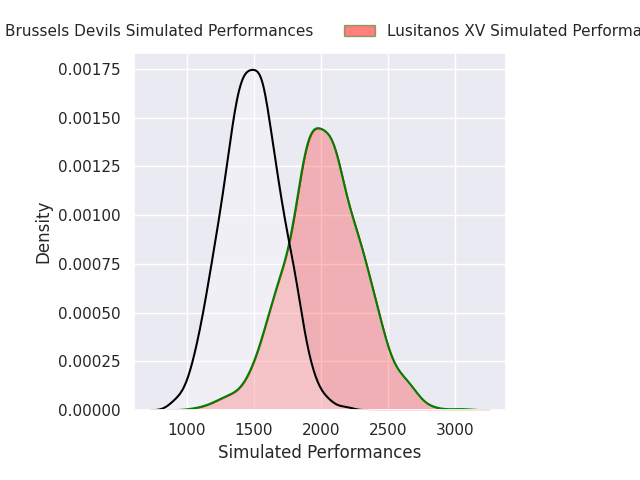 Brussels Devils Simulated Performances
Lusitanos XV Simulated Performa
0.00175
0.00150
0.00125
0.00100
0.00075
0.00050
0.00025
0.00000
Density
1000 1500 2000 2500 3000
Simulated Performances